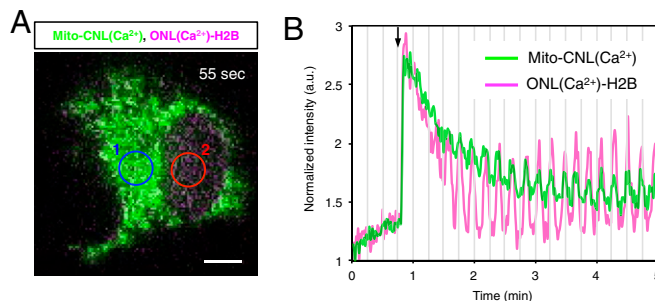 A
Mito-CNL(Ca²⁺), ONL(Ca²⁺)-H2B
55 sec
1
2
B
Normalized intensity (a.u.)
3
2.5
2
1.5
1
Mito-CNL(Ca²⁺)
ONL(Ca²⁺)-H2B
0
1
2
3
4
5
Time (min)